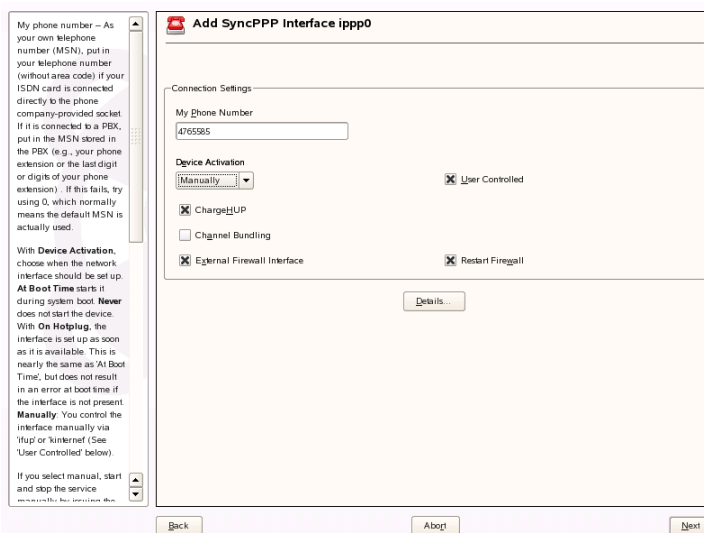 My phone number – As
your own telephone
number (MSN), put in
your telephone number
(without area code) if your
ISDN card is connected
directly to the phone
company-provided socket.
If it is connected to a PBX,
put in the MSN stored in
the PBX (e.g., your phone
extension or the last digit
or digits of your phone
extension) . If this fails, try
using 0, which normally
means the default MSN is
actually used.
With Device Activation,
choose when the network
interface should be set up.
At Boot Time starts it
during system boot. Never
does not start the device.
With On Hotplug, the
interface is set up as soon
as it is available. This is
nearly the same as 'At Boot
Time', but does not result
in an error at boot time if
the interface is not present.
Manually: You control the
interface manually via
'ifup' or 'kinternet' (See
'User Controlled' below).
If you select manual, start
and stop the service
manually by issuing the
Add SyncPPP Interface ippp0
Connection Settings
My Phone Number
4765585
Device Activation
Manually
User Controlled
ChargeHUP
Channel Bundling
External Firewall Interface
Restart Firewall
Details...
Back
Abort
Next